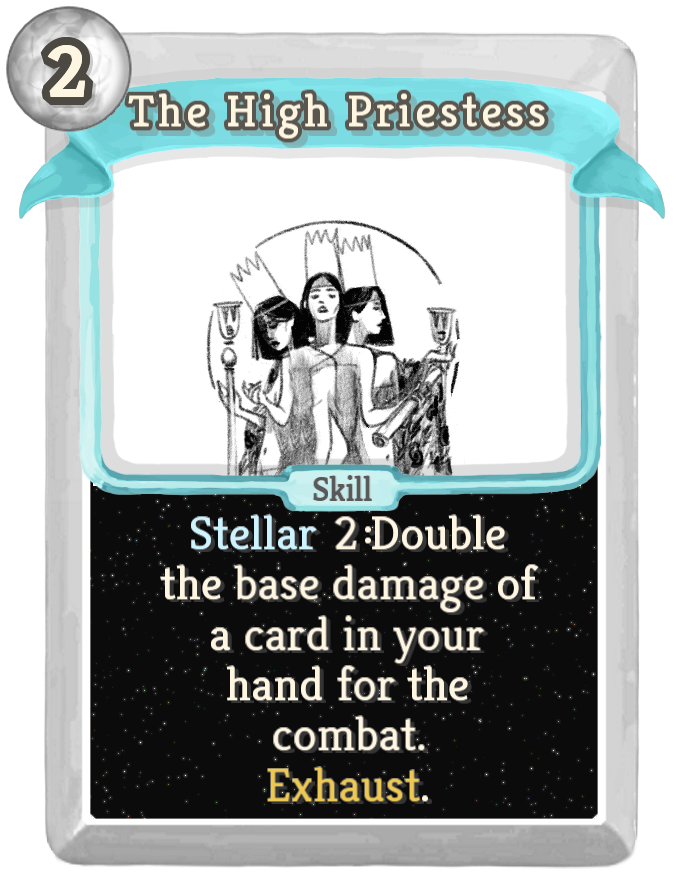 2
The High Priestess
Skill
Stellar 2:Double
the base damage of
a card in your
hand for the
combat.
Exhaust.